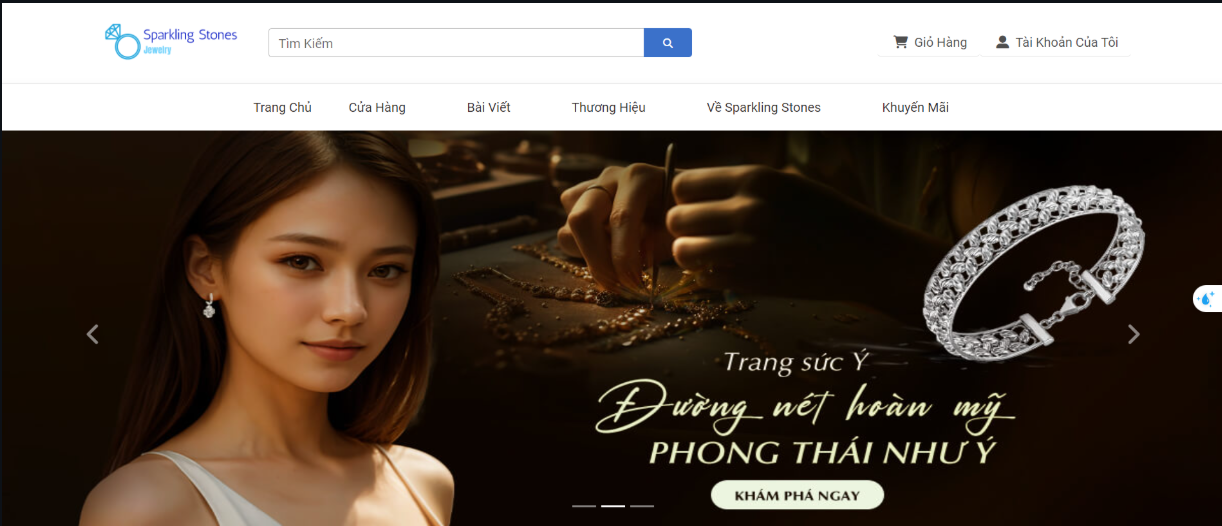 Sparkling Stones
Jewelry
Tìm Kiếm
Giỏ Hàng
Tài Khoản Của Tôi
Trang Chủ
Cửa Hàng
Bài Viết
Thương Hiệu
Về Sparkling Stones
Khuyến Mãi
Trang sức Ý
Đường nét hoàn mỹ
PHONG THÁI NHƯ Ý
KHÁM PHÁ NGAY